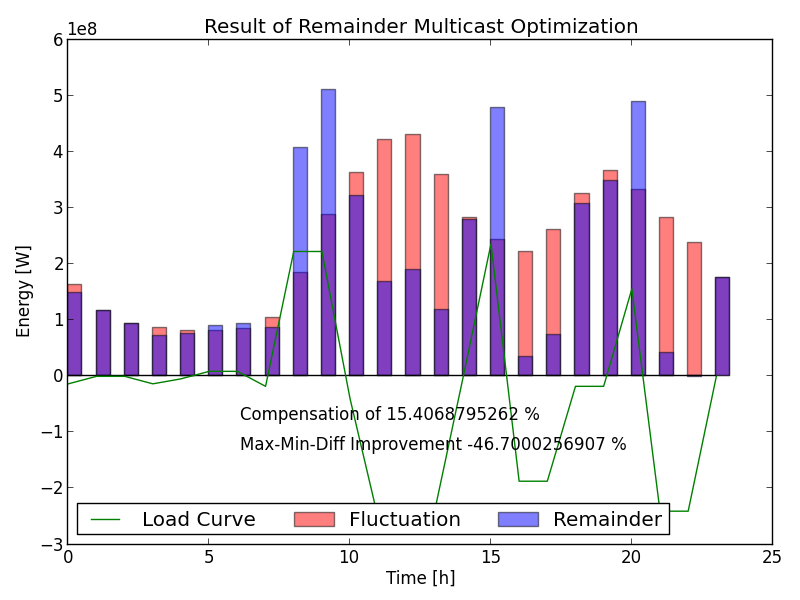 Result of Remainder Multicast Optimization
1e8
6
5
4
3
2
1
0
−1
−2
−3
Energy [W]
Compensation of 15.4068795262 %
Max-Min-Diff Improvement -46.7000256907 %
Load Curve Fluctuation Remainder
0 5 10 15 20 25
Time [h]